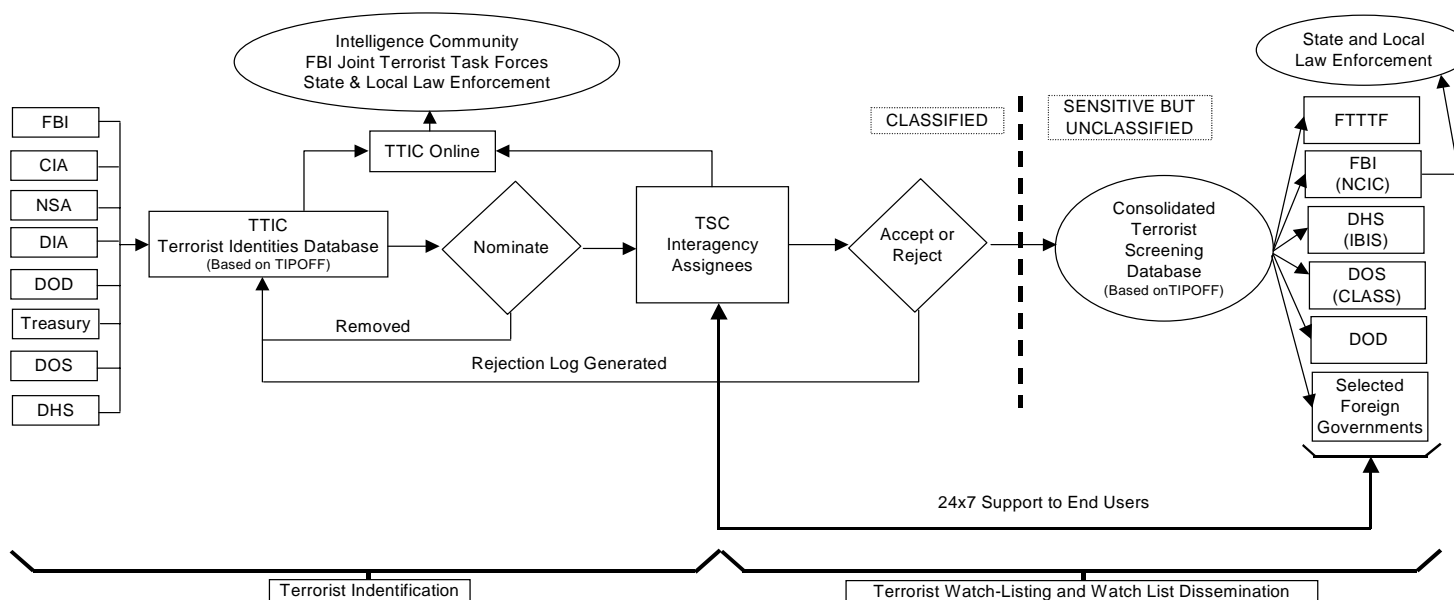 Intelligence Community
FBI Joint Terrorist Task Forces
State & Local Law Enforcement
State and Local
Law Enforcement
CLASSIFIED
SENSITIVE BUT
UNCLASSIFIED
FBI
CIA
NSA
DIA
DOD
Treasury
DOS
DHS
TTIC Online
TTIC
Terrorist Identities Database
(Based on TIPOFF)
Nominate
Removed
TSC
Interagency
Assignees
Accept or
Reject
Rejection Log Generated
Consolidated
Terrorist
Screening
Database
(Based onTIPOFF)
FTTTF
FBI
(NCIC)
DHS
(IBIS)
DOS
(CLASS)
DOD
Selected
Foreign
Governments
24x7 Support to End Users
Terrorist Indentification
Terrorist Watch-Listing and Watch List Dissemination